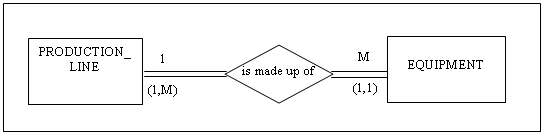 PRODUCTION_
LINE
1
(1,M)
is made up of
M
(1,1)
EQUIPMENT